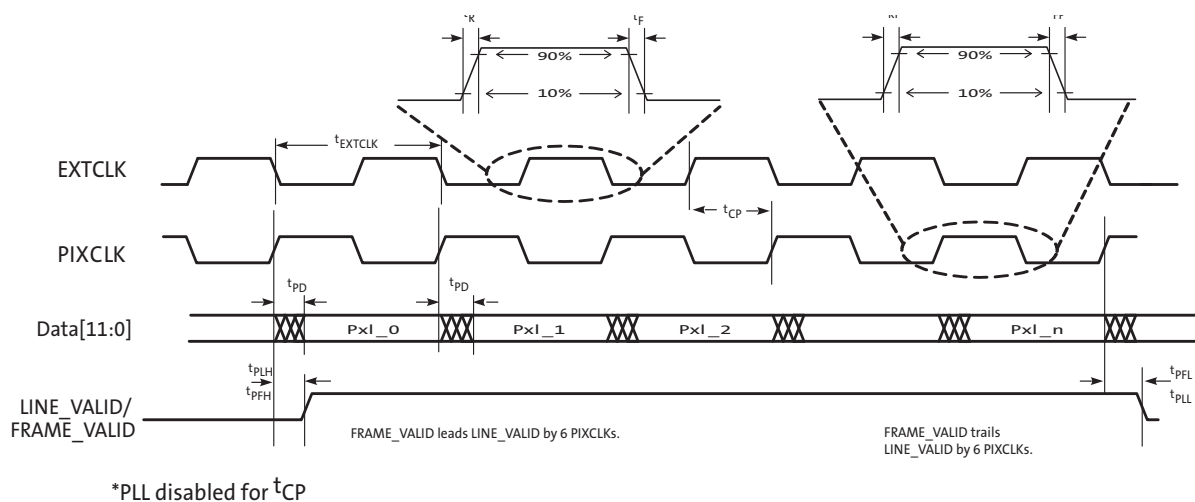 tR
tF
90%
10%
90%
10%
tEXTCLK
EXTCLK
tCP
PIXCLK
tPD
tPD
Data[11:0]
Pxl_0
Pxl_1
Pxl_2
Pxl_n
tPLH
tPFH
tPFL
tPLL
LINE_VALID/
FRAME_VALID
FRAME_VALID leads LINE_VALID by 6 PIXCLKs.
FRAME_VALID trails
LINE_VALID by 6 PIXCLKs.
*PLL disabled for tCP